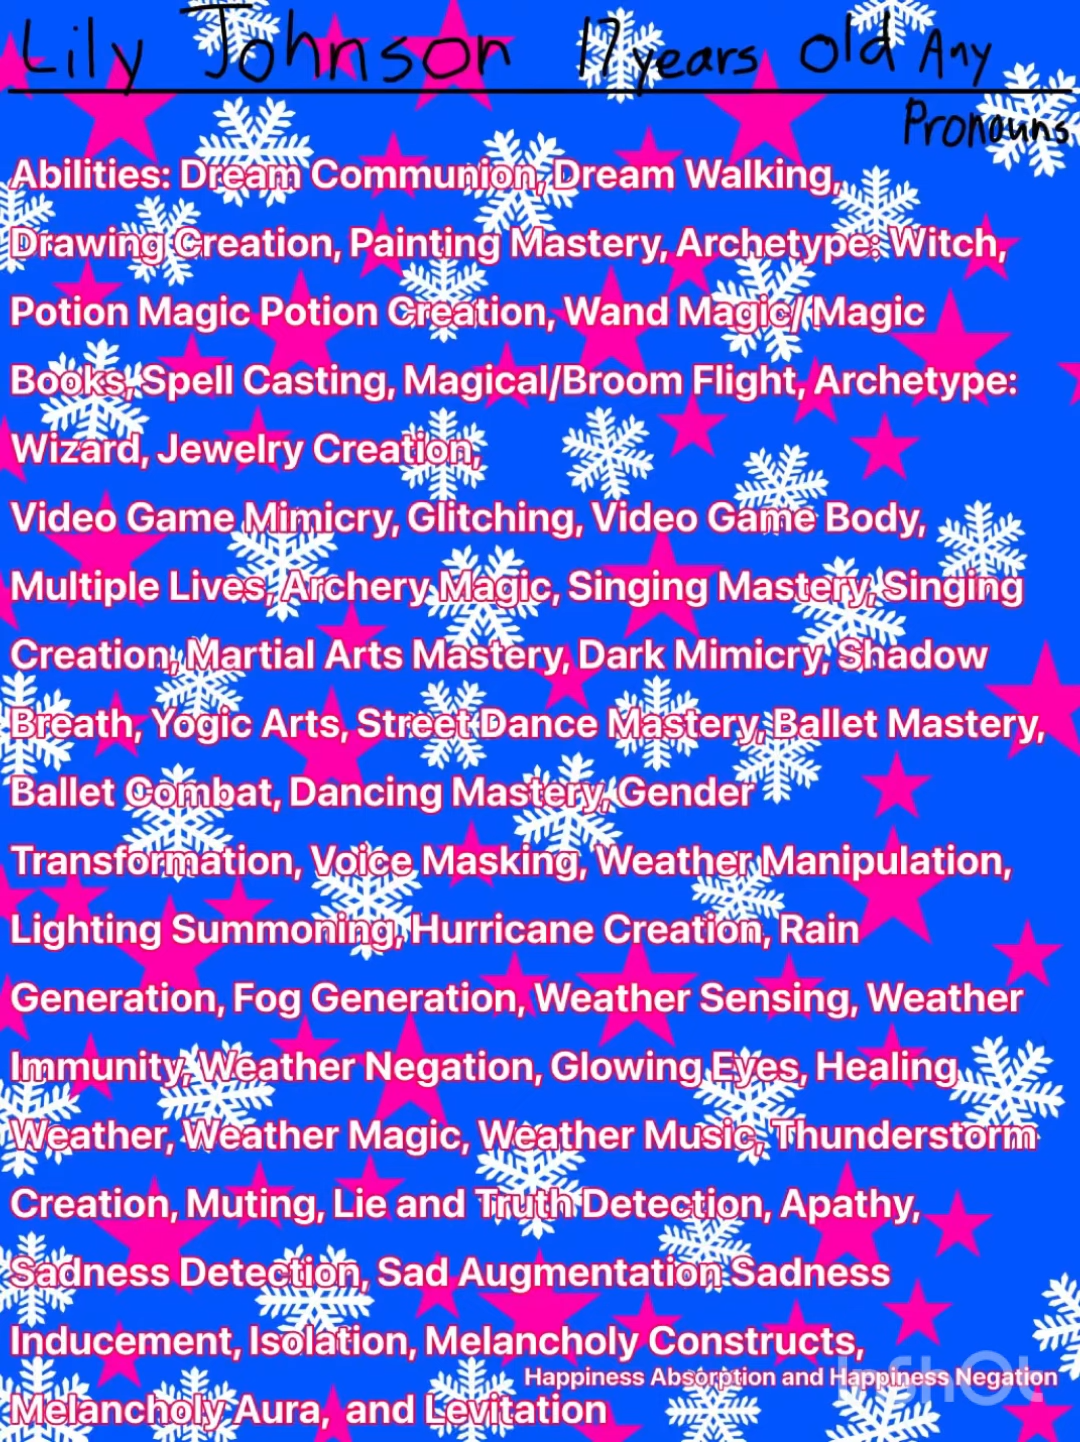 Lily Johnson 17 years old Any
Pronouns
Abilities: Dream Communion, Dream Walking,
Drawing Creation, Painting Mastery, Archetype: Witch,
Potion Magic Potion Creation, Wand Magic/ Magic
Books, Spell Casting, Magical/Broom Flight, Archetype:
Wizard, Jewelry Creation,
Video Game Mimicry, Glitching, Video Game Body,
Multiple Lives, Archery Magic, Singing Mastery, Singing
Creation, Martial Arts Mastery, Dark Mimicry, Shadow
Breath, Yogic Arts, Street Dance Mastery, Ballet Mastery,
Ballet Combat, Dancing Mastery, Gender
Transformation, Voice Masking, Weather Manipulation,
Lighting Summoning, Hurricane Creation, Rain
Generation, Fog Generation, Weather Sensing, Weather
Immunity, Weather Negation, Glowing Eyes, Healing
Weather, Weather Magic, Weather Music, Thunderstorm
Creation, Muting, Lie and Truth Detection, Apathy,
Sadness Detection, Sad Augmentation Sadness
Inducement, Isolation, Melancholy Constructs,
Happiness Absorption and Happiness Negation
Melancholy Aura, and Levitation
InShOt